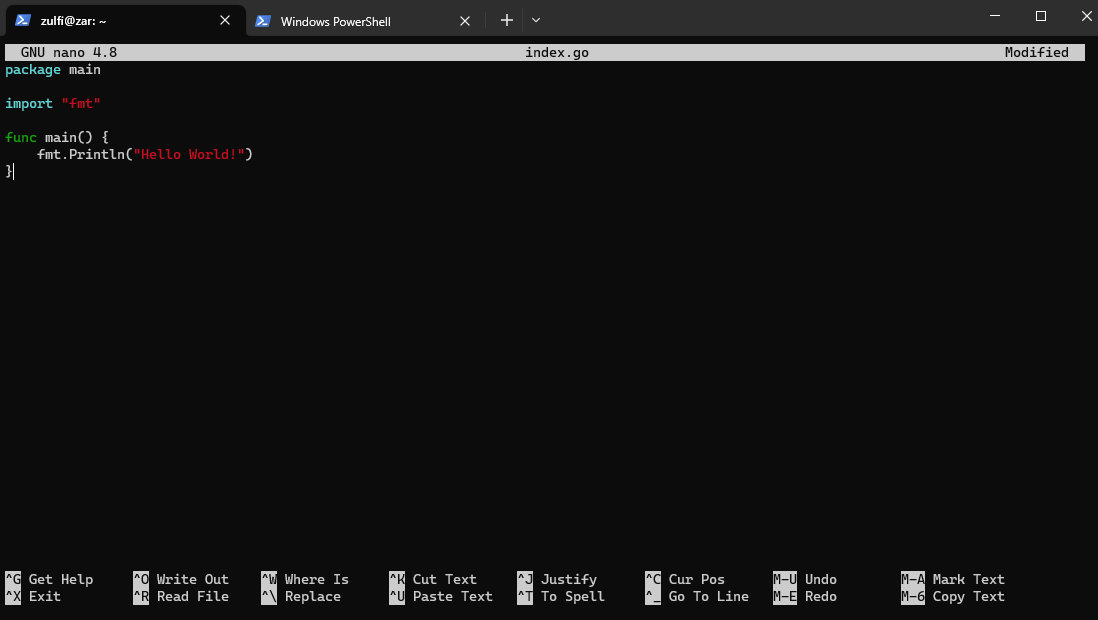 zulfi@zar: ~
Windows PowerShell
GNU nano 4.8 index.go Modified
package main
import "fmt"
func main() {
    fmt.Println("Hello World!")
}
^G Get Help ^O Write Out ^W Where Is ^K Cut Text ^J Justify ^C Cur Pos M-U Undo M-A Mark Text
^X Exit ^R Read File ^\ Replace ^U Paste Text ^T To Spell ^_ Go To Line M-E Redo M-6 Copy Text